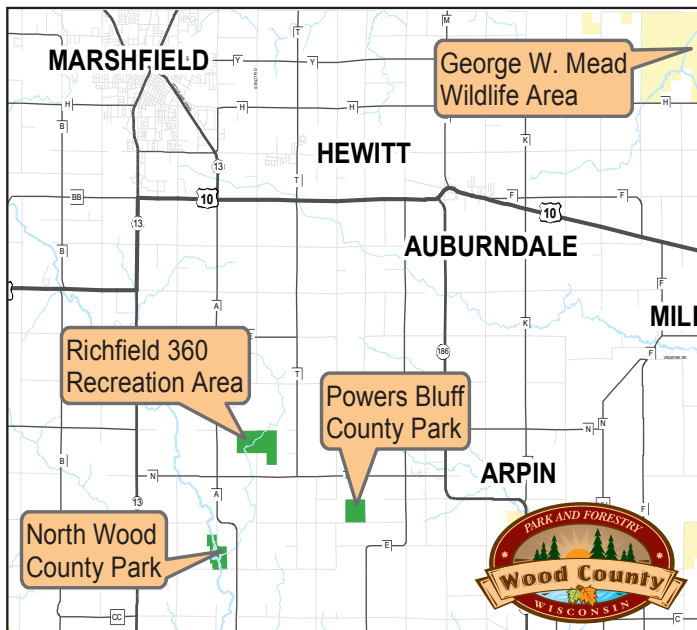 M
T
MARSHFIELD
Y
Y
George W. Mead
Wildlife Area
H
H
H
H
B
K
HEWITT
13
T
BB
10
F
F
13
10
B
AUBURNDALE
F
A
K
MILI
Richfield 360
Recreation Area
E
T
186
F
Powers Bluff
County Park
N
N
ARPIN
B
N
A
13
PARK AND FORESTRY
Wood County
WISCONSIN
North Wood
County Park
E
CC